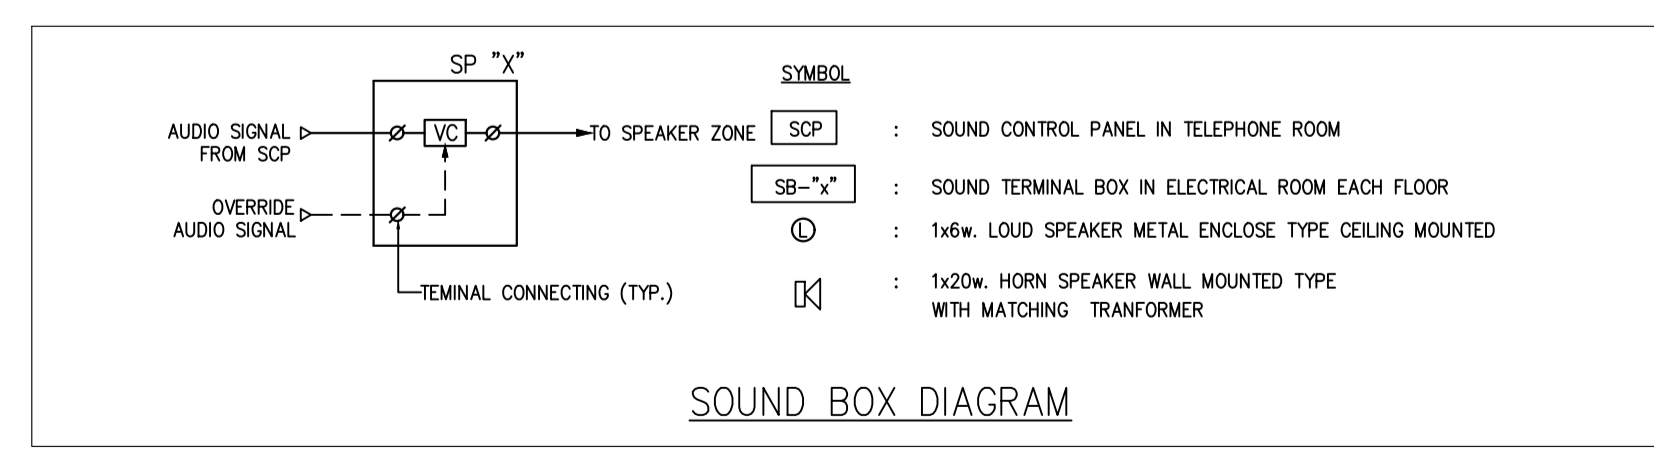 SP "X"
AUDIO SIGNAL
FROM SCP
VC
TO SPEAKER ZONE
OVERRIDE
AUDIO SIGNAL
TEMINAL CONNECTING (TYP.)
SYMBOL
SCP : SOUND CONTROL PANEL IN TELEPHONE ROOM
SB-"x" : SOUND TERMINAL BOX IN ELECTRICAL ROOM EACH FLOOR
L : 1x6w. LOUD SPEAKER METAL ENCLOSE TYPE CEILING MOUNTED
: 1x20w. HORN SPEAKER WALL MOUNTED TYPE
WITH MATCHING TRANFORMER
SOUND BOX DIAGRAM